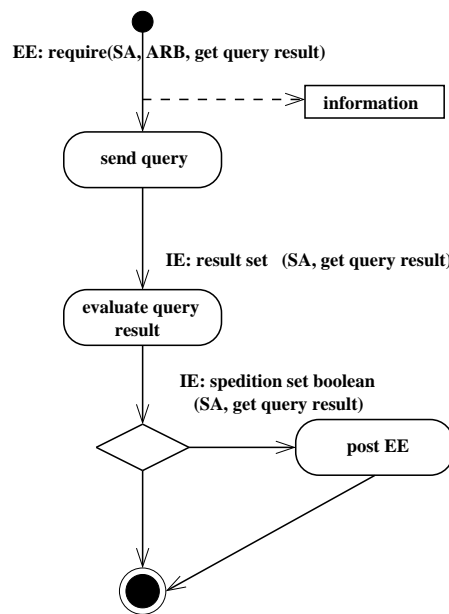 EE: require(SA, ARB, get query result)
information
send query
IE: result set (SA, get query result)
evaluate query
result
IE: spedition set boolean
(SA, get query result)
post EE